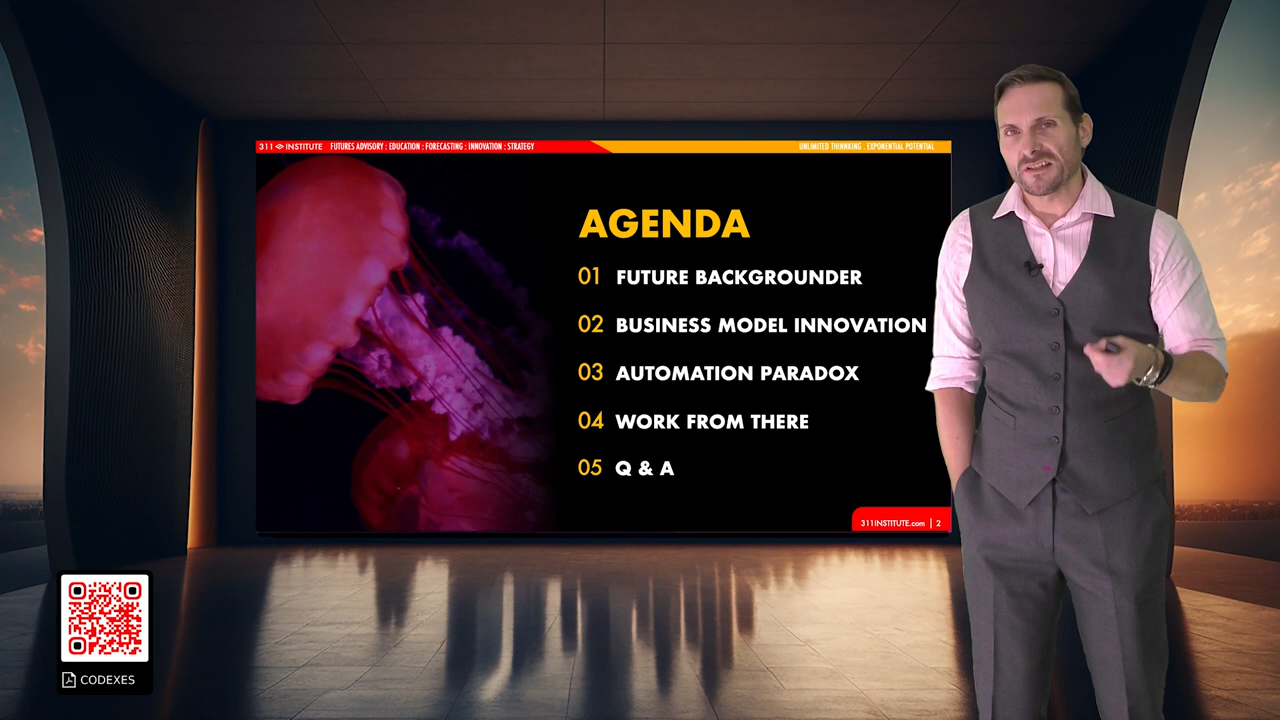 311 INSTITUTE FUTURES ADVISORY : EDUCATION : FORECASTING : INNOVATION : STRATEGY
UNLIMITED THINNKING . EXPONENTIAL POTENTIAL
AGENDA
01 FUTURE BACKGROUNDER
02 BUSINESS MODEL INNOVATION
03 AUTOMATION PARADOX
04 WORK FROM THERE
05 Q & A
311INSTITUTE.com | 2
CODEXES